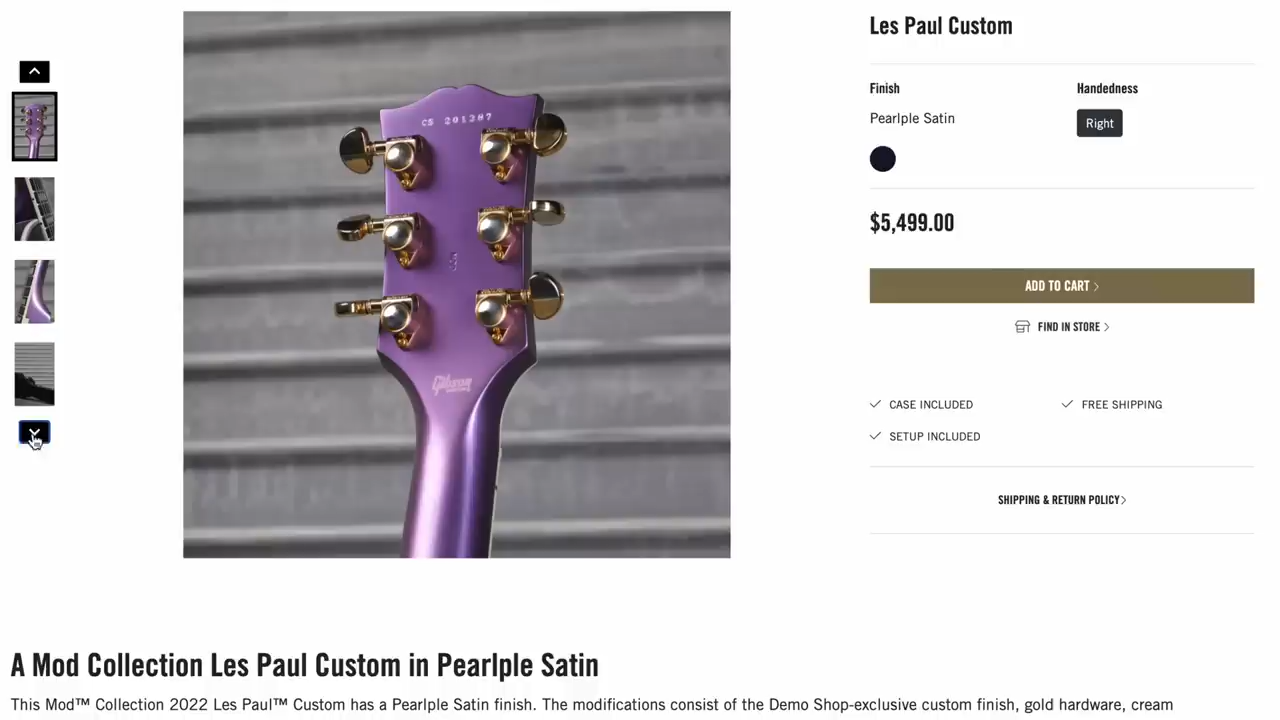 Les Paul Custom
Finish
Handedness
Pearlple Satin
Right
$5,499.00
ADD TO CART
FIND IN STORE
CASE INCLUDED
FREE SHIPPING
SETUP INCLUDED
SHIPPING & RETURN POLICY
CS 201387
Gibson
A Mod Collection Les Paul Custom in Pearlple Satin
This Mod™ Collection 2022 Les Paul™ Custom has a Pearlple Satin finish. The modifications consist of the Demo Shop-exclusive custom finish, gold hardware, cream